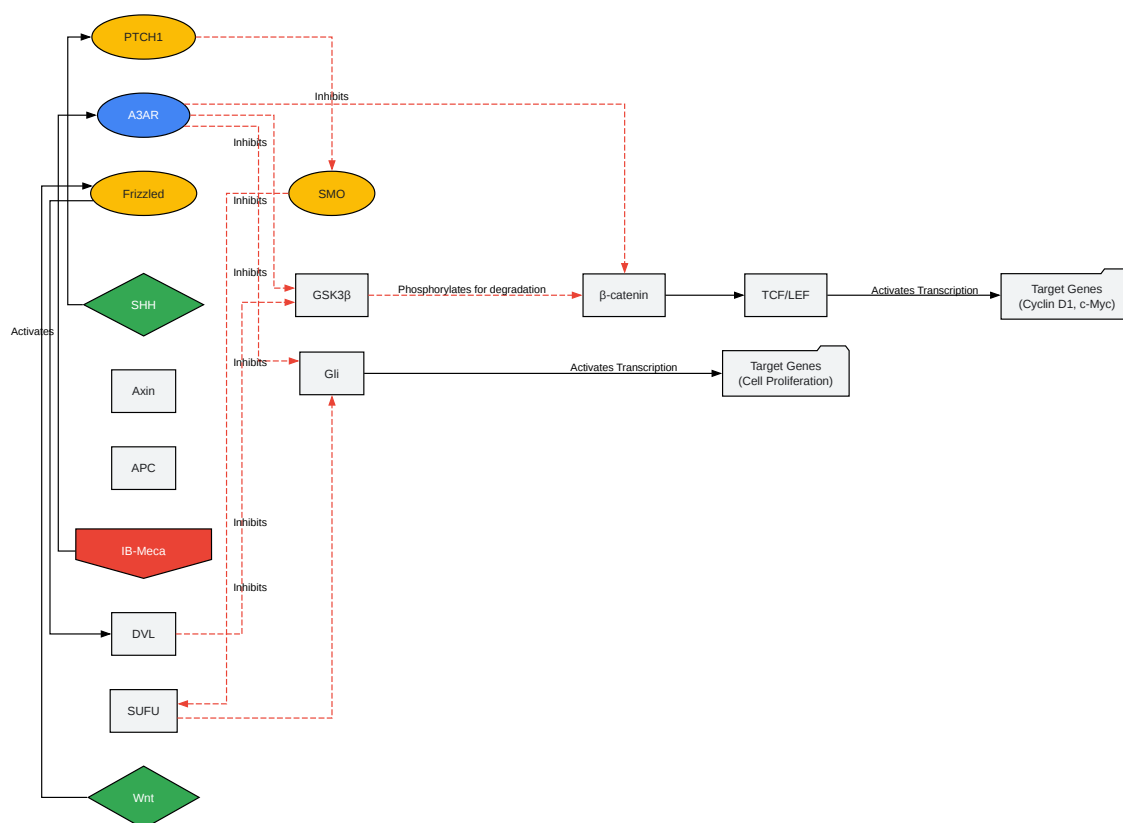 PTCH1
Inhibits
A3AR
Inhibits
Frizzled
SMO
Inhibits
Inhibits
SHH
GSK3β
Phosphorylates for degradation
β-catenin
TCF/LEF
Activates Transcription
Target Genes
(Cyclin D1, c-Myc)
Activates
Inhibits
Gli
Activates Transcription
Target Genes
(Cell Proliferation)
Axin
APC
Inhibits
IB-Meca
Inhibits
DVL
SUFU
Wnt